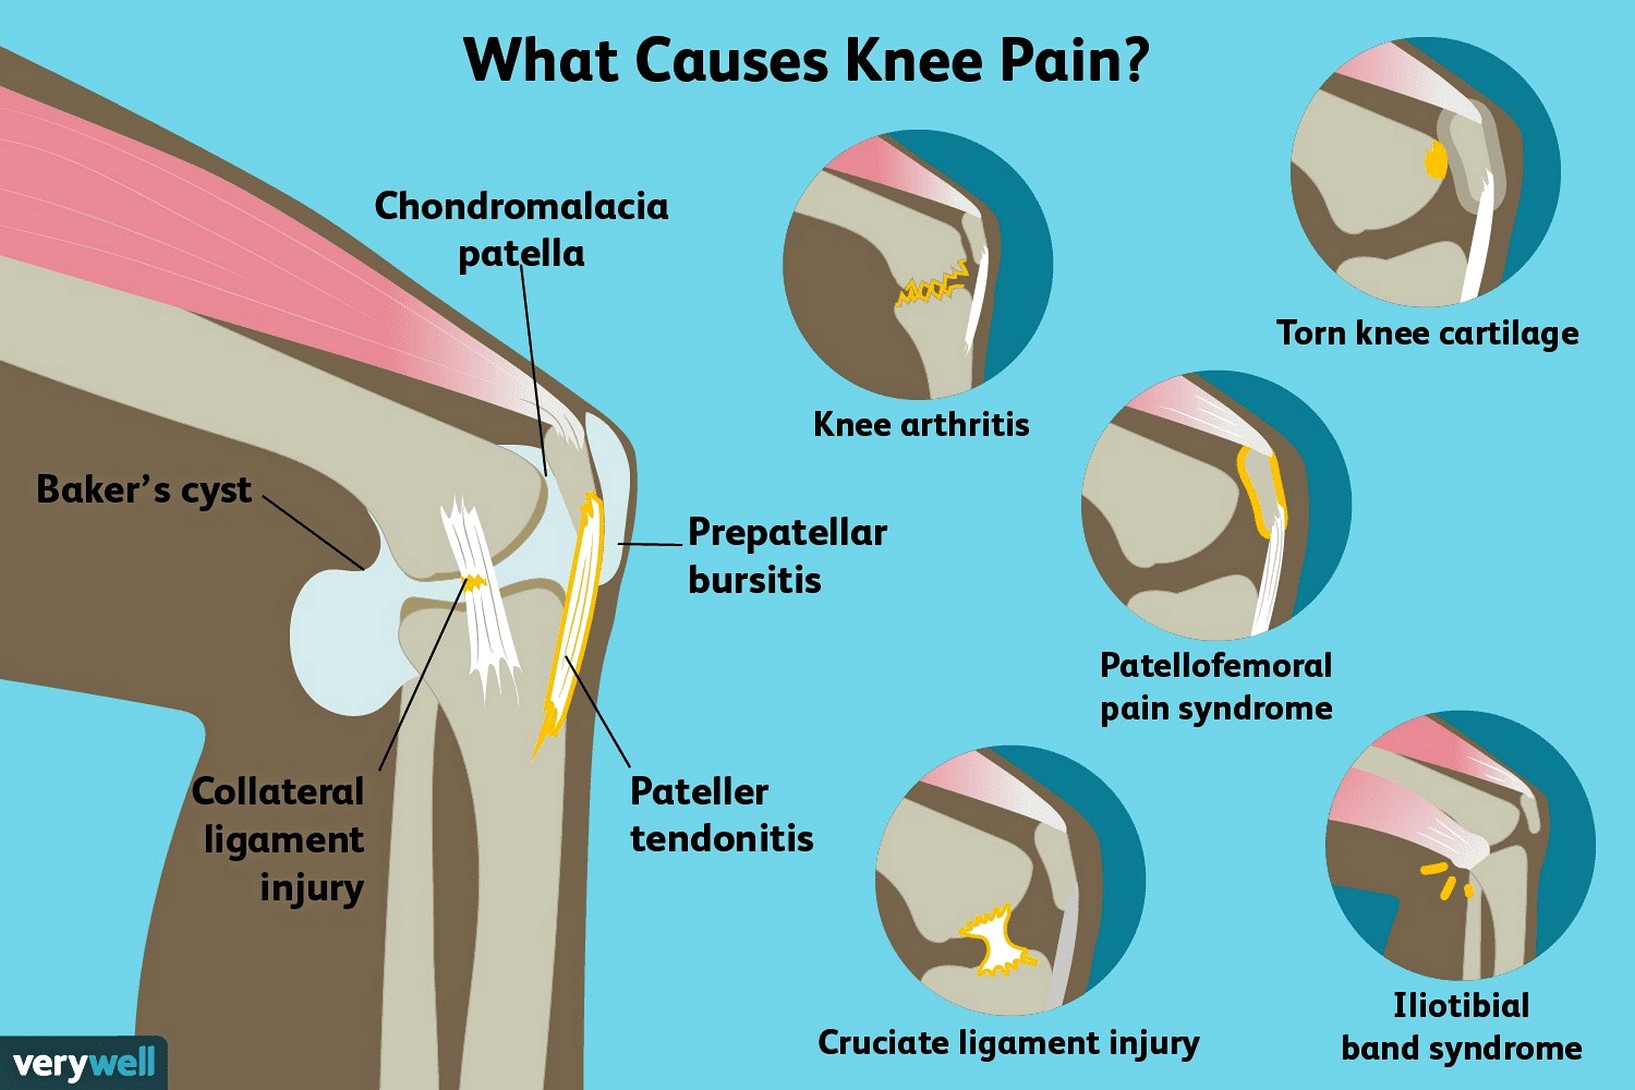 What Causes Knee Pain?
Chondromalacia
patella
Baker’s cyst
Prepatellar
bursitis
Collateral
ligament
injury
Pateller
tendonitis
Knee arthritis
Torn knee cartilage
Patellofemoral
pain syndrome
Cruciate ligament injury
Iliotibial
band syndrome
verywell